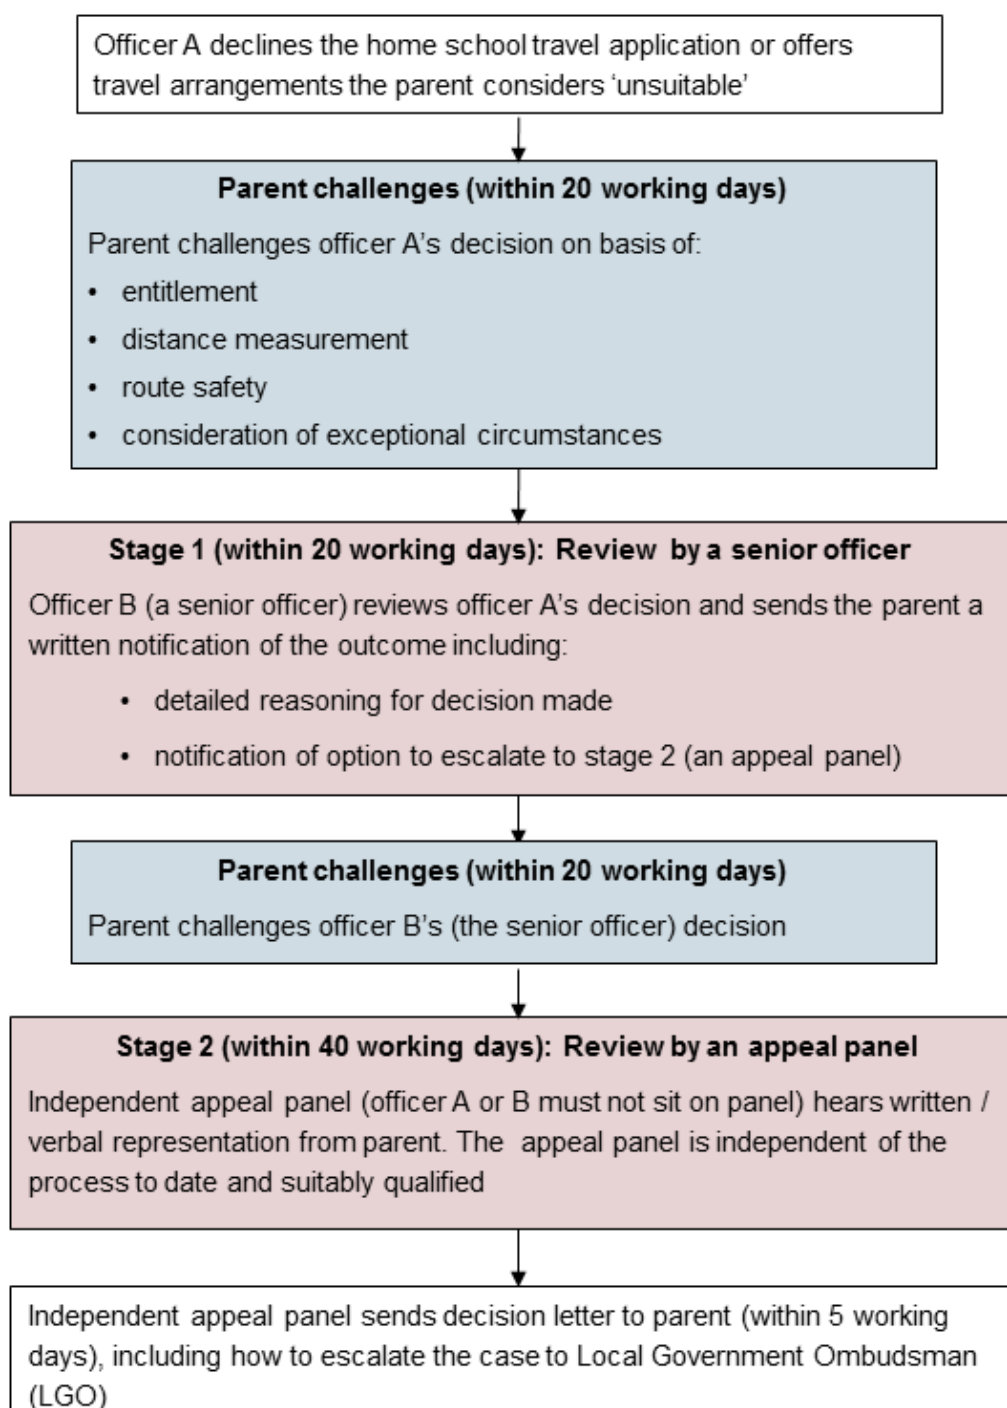 Officer A declines the home school travel application or offers
travel arrangements the parent considers ‘unsuitable’
Parent challenges (within 20 working days)
Parent challenges officer A’s decision on basis of:
• entitlement
• distance measurement
• route safety
• consideration of exceptional circumstances
Stage 1 (within 20 working days): Review by a senior officer
Officer B (a senior officer) reviews officer A’s decision and sends the parent a
written notification of the outcome including:
• detailed reasoning for decision made
• notification of option to escalate to stage 2 (an appeal panel)
Parent challenges (within 20 working days)
Parent challenges officer B’s (the senior officer) decision
Stage 2 (within 40 working days): Review by an appeal panel
Independent appeal panel (officer A or B must not sit on panel) hears written /
verbal representation from parent. The appeal panel is independent of the
process to date and suitably qualified
Independent appeal panel sends decision letter to parent (within 5 working
days), including how to escalate the case to Local Government Ombudsman
(LGO)